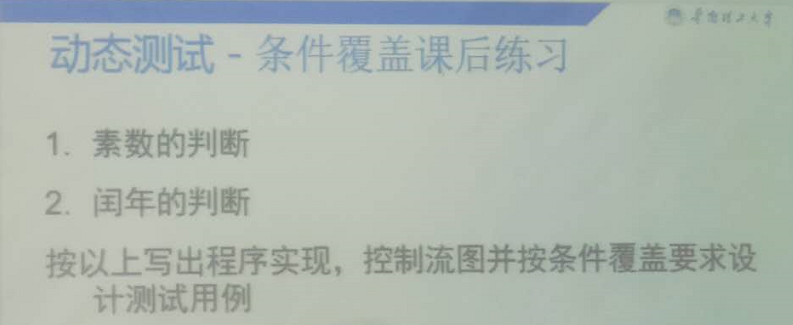 动态测试 - 条件覆盖课后练习
1. 素数的判断
2. 闰年的判断
按以上写出程序实现，控制流图并按条件覆盖要求设
计测试用例